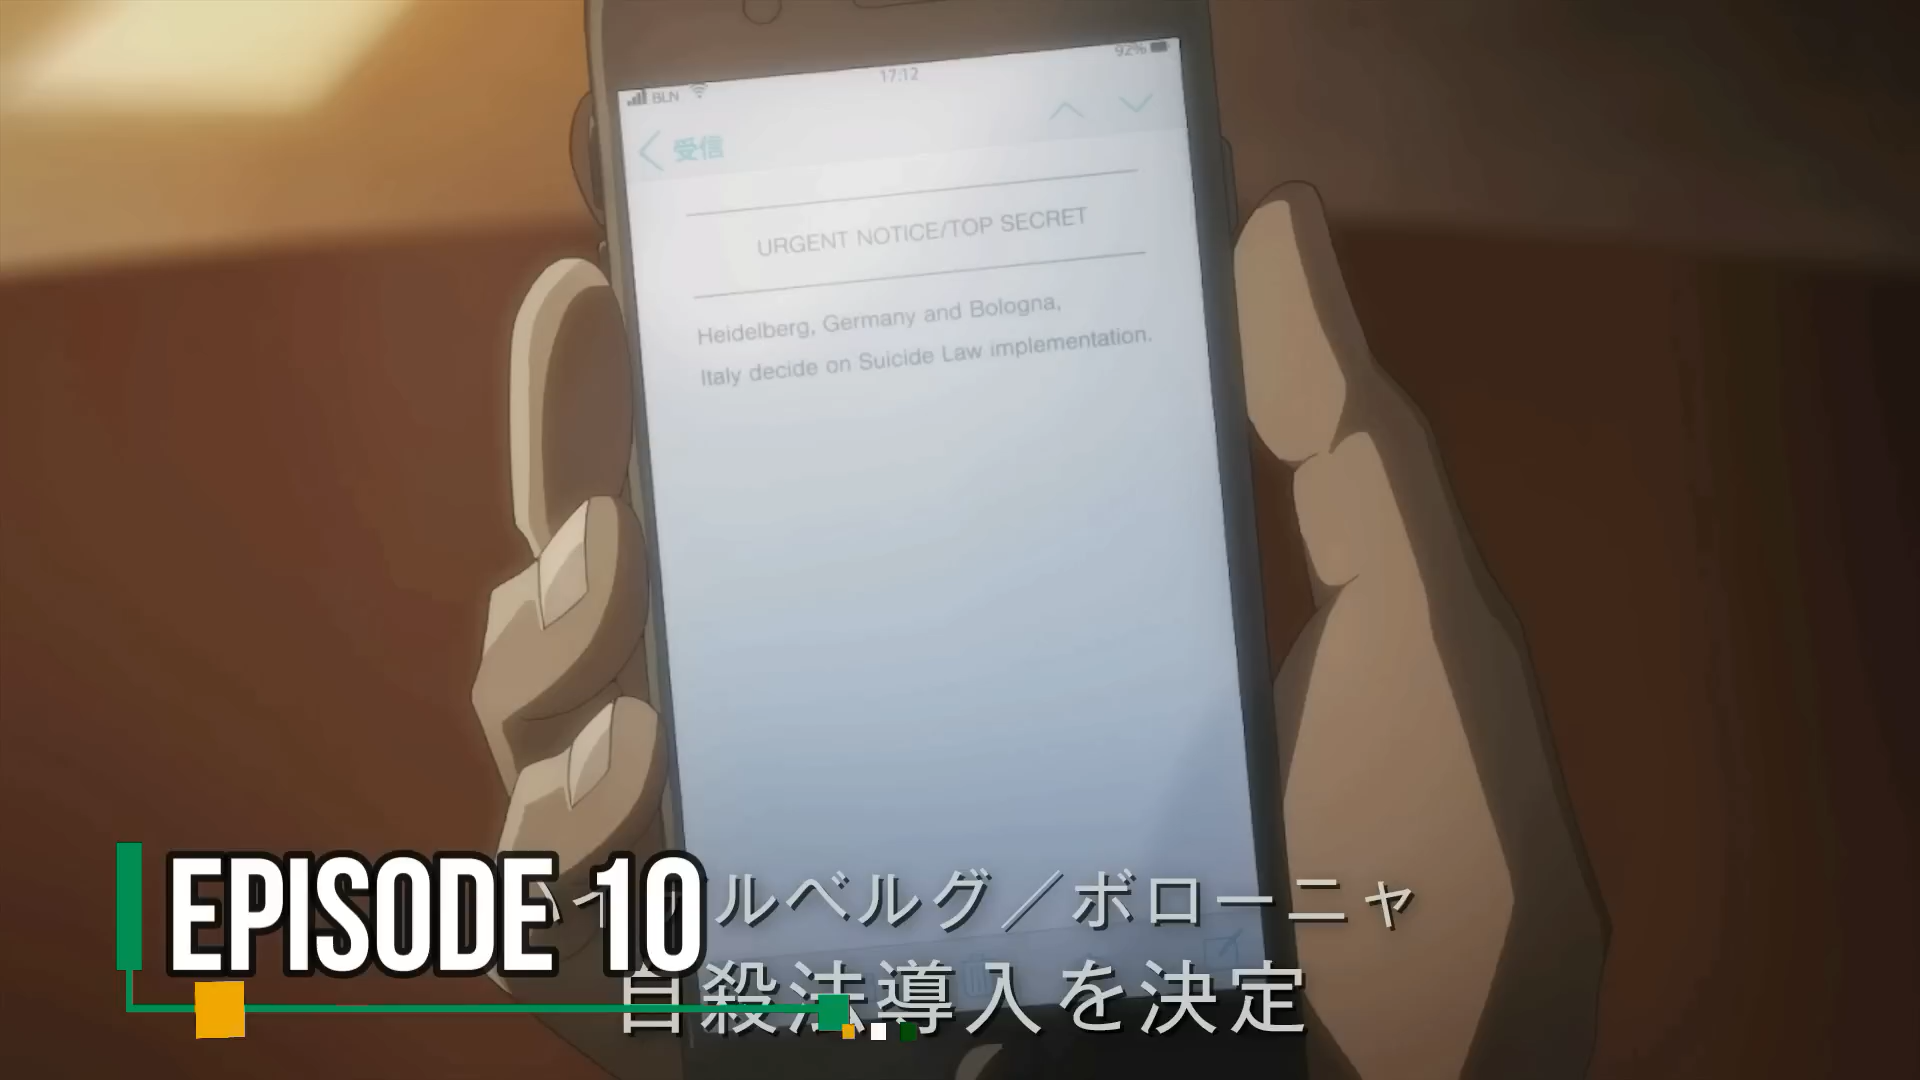 92%
17:12
BLN
受信
URGENT NOTICE/TOP SECRET
Heidelberg, Germany and Bologna,
Italy decide on Suicide Law implementation.
EPISODE 10
ルベルグ／ボローニャ
自殺法導入を決定